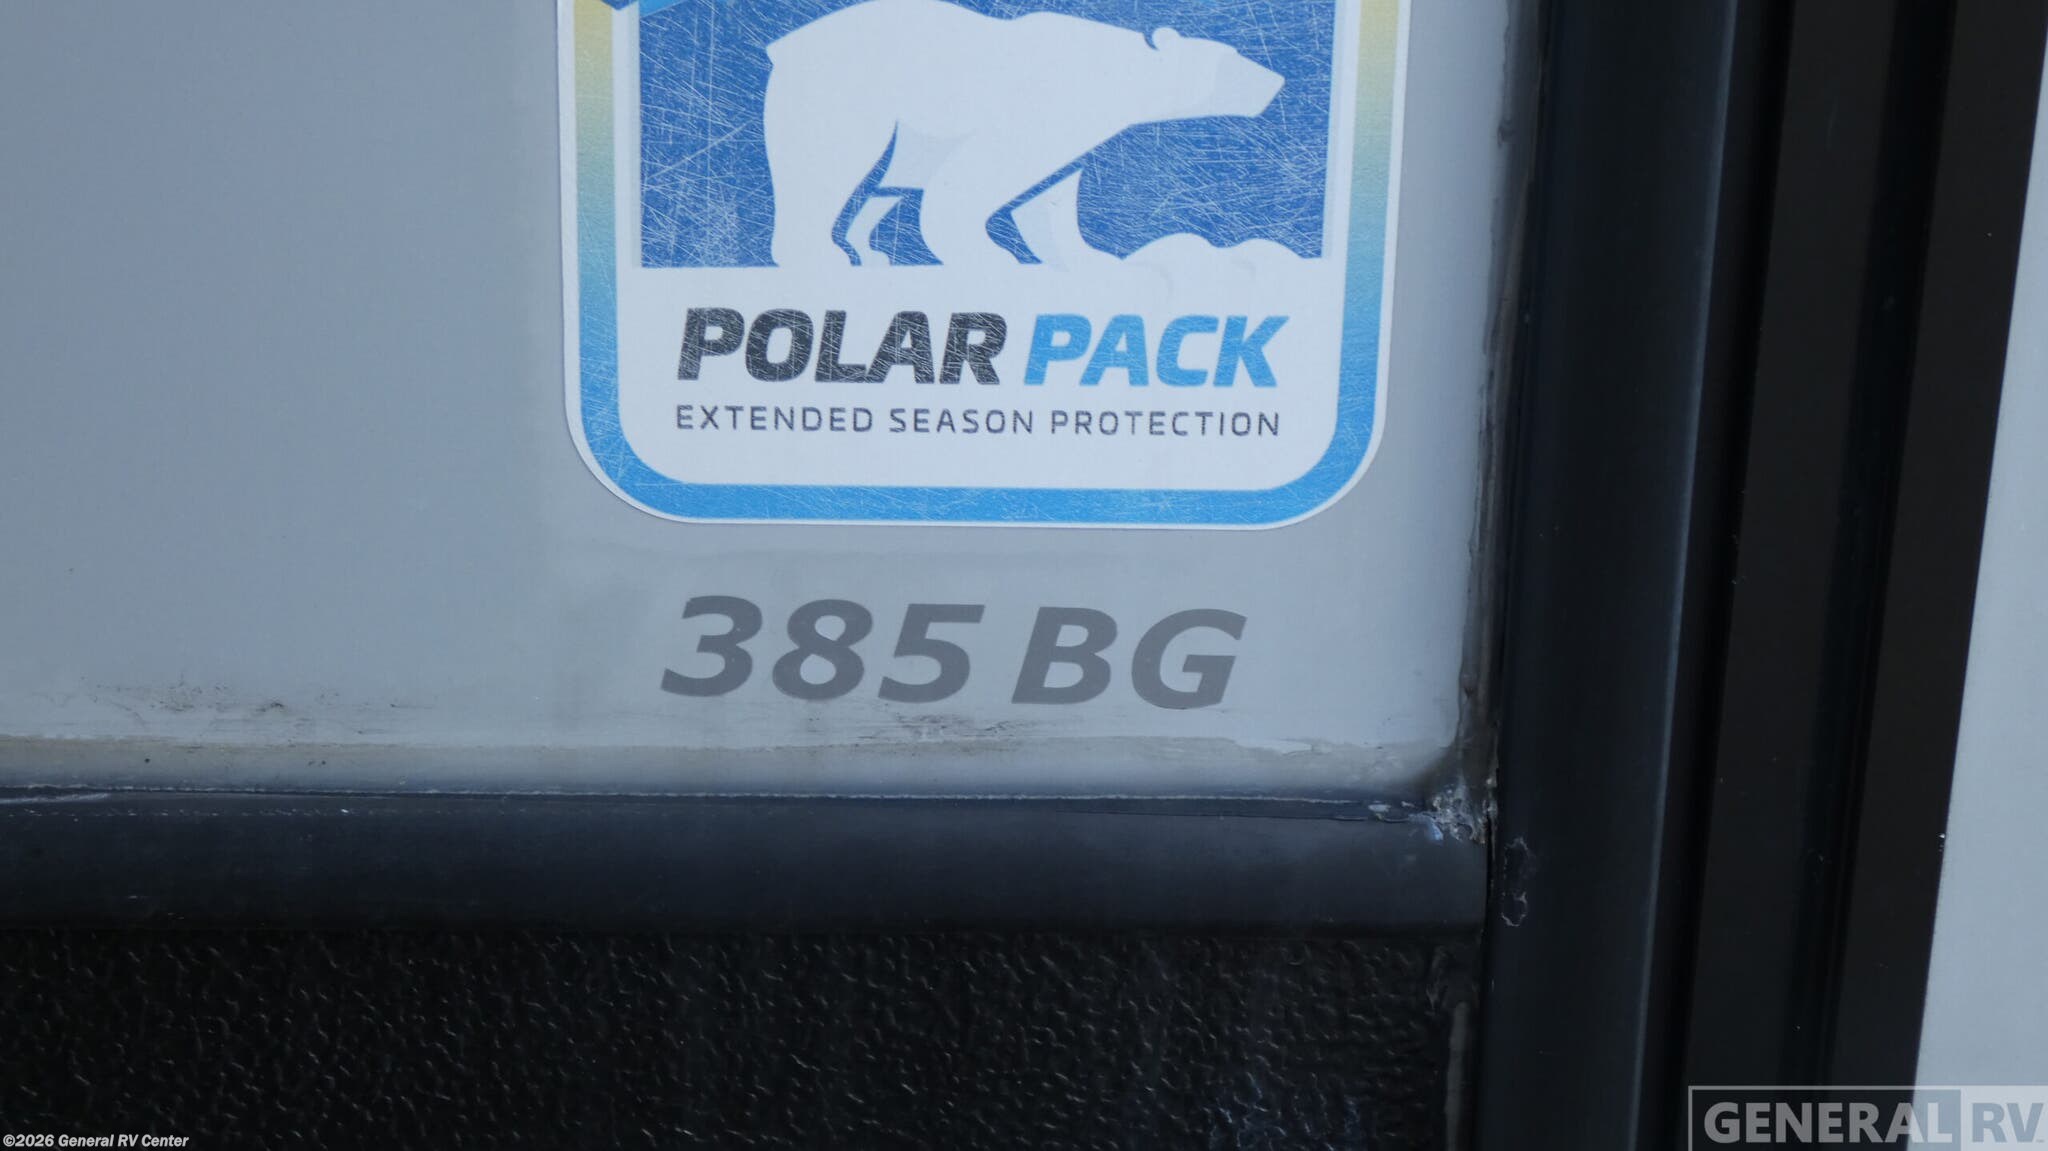 POLAR PACK
EXTENDED SEASON PROTECTION
385 BG
GENERAL RV
©2026 General RV Center